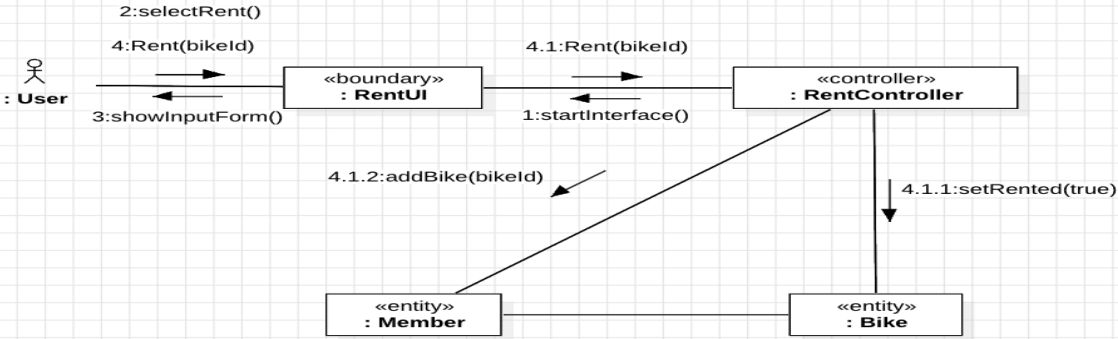 2:selectRent()
4:Rent(bikeId)
4.1:Rent(bikeId)
: User
«boundary»
: RentUI
«controller»
: RentController
3:showInputForm()
1:startInterface()
4.1.2:addBike(bikeId)
4.1.1:setRented(true)
«entity»
: Member
«entity»
: Bike